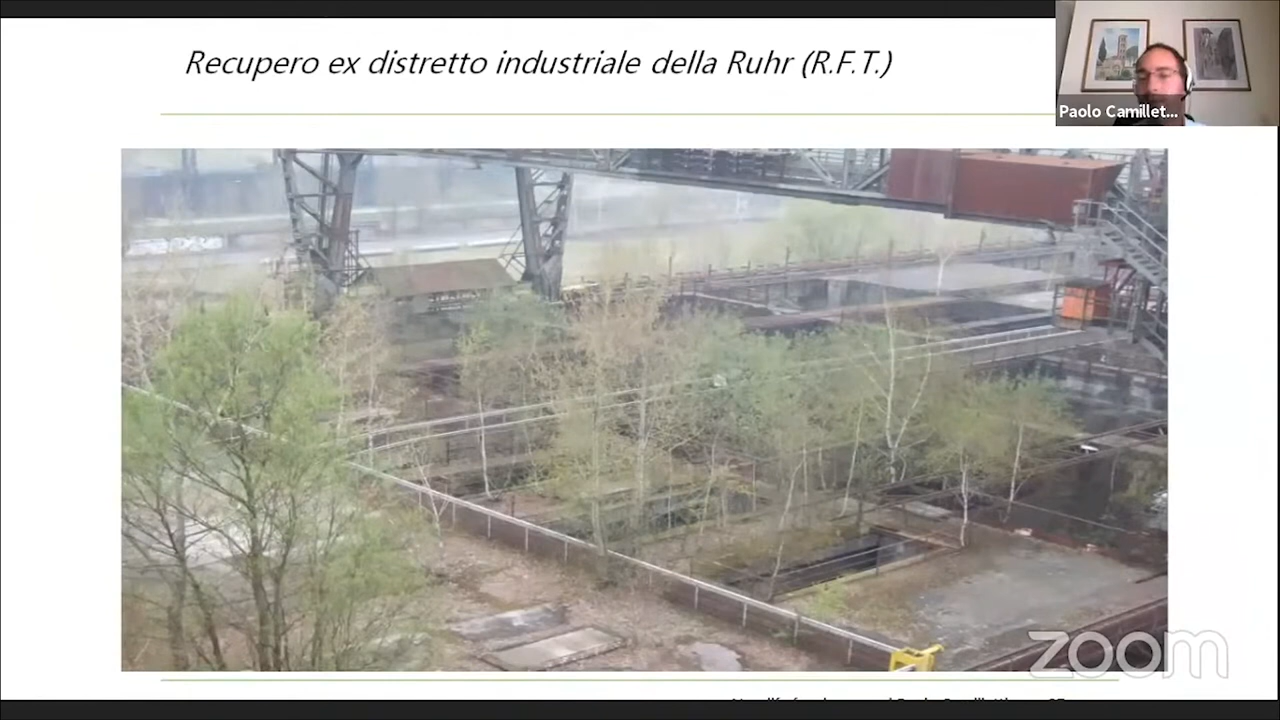 Recupero ex distretto industriale della Ruhr (R.F.T.)
Paolo Camillet...
zoom